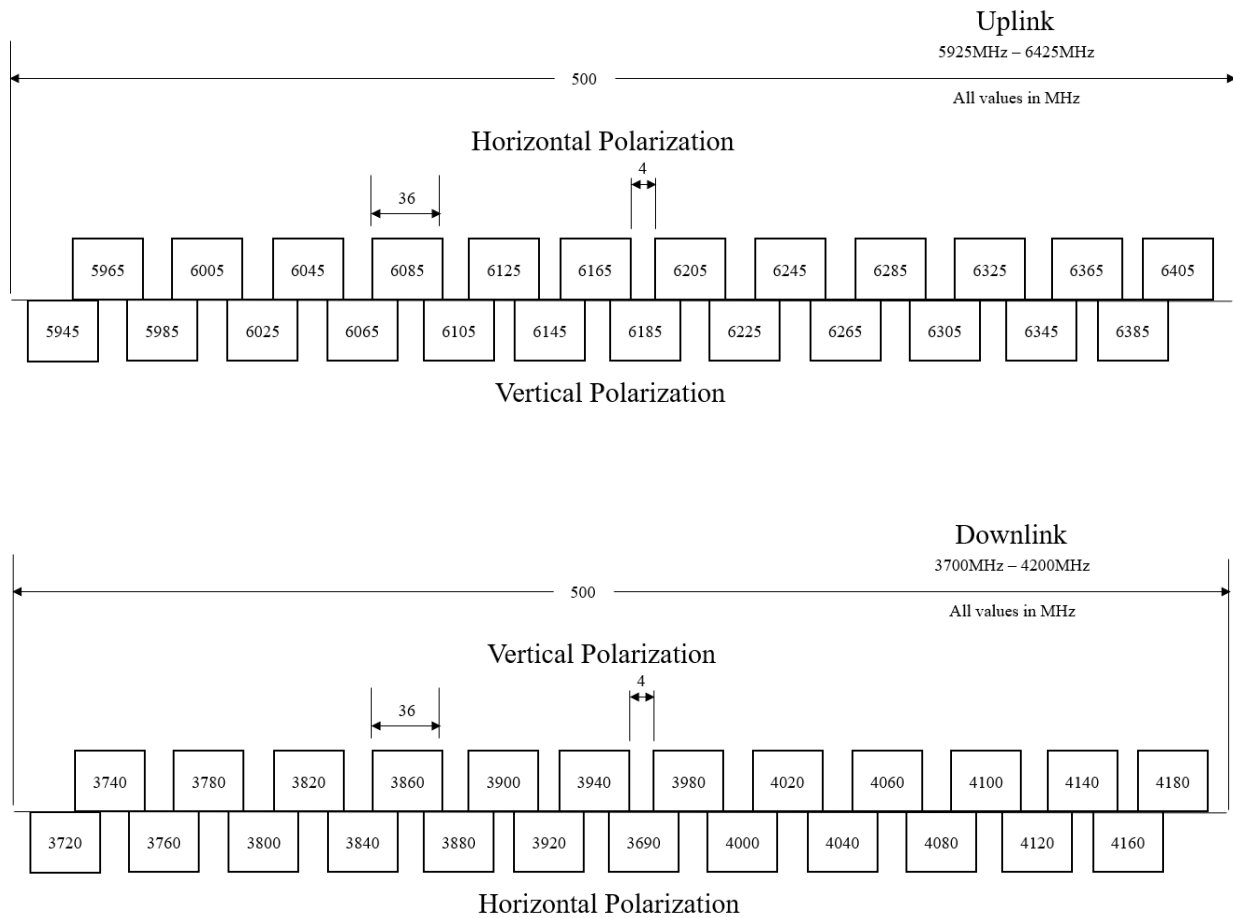 Uplink
5925MHz – 6425MHz
500
All values in MHz
Horizontal Polarization
4
36
5965 6005 6045 6085 6125 6165 6205 6245 6285 6325 6365 6405
5945 5985 6025 6065 6105 6145 6185 6225 6265 6305 6345 6385
Vertical Polarization
Downlink
3700MHz – 4200MHz
500
All values in MHz
Vertical Polarization
4
36
3740 3780 3820 3860 3900 3940 3980 4020 4060 4100 4140 4180
3720 3760 3800 3840 3880 3920 3690 4000 4040 4080 4120 4160
Horizontal Polarization